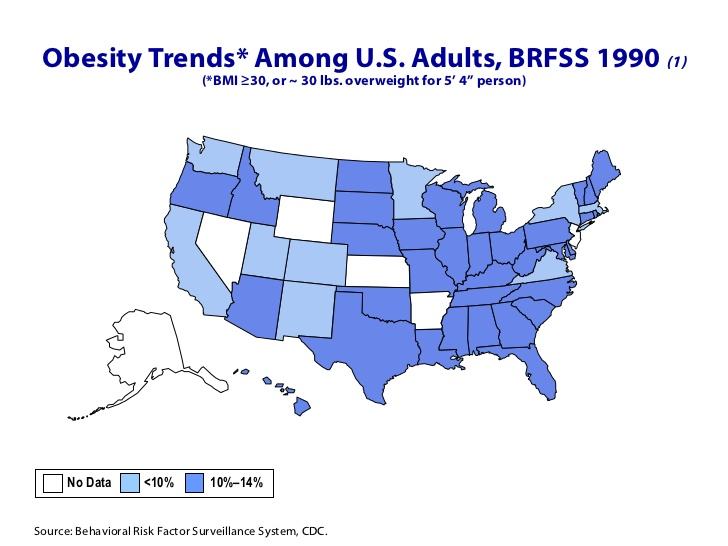 Obesity Trends* Among U.S. Adults, BRFSS 1990 (1)
(*BMI ≥30, or ~ 30 lbs. overweight for 5’ 4” person)
No Data <10% 10%–14%
Source: Behavioral Risk Factor Surveillance System, CDC.